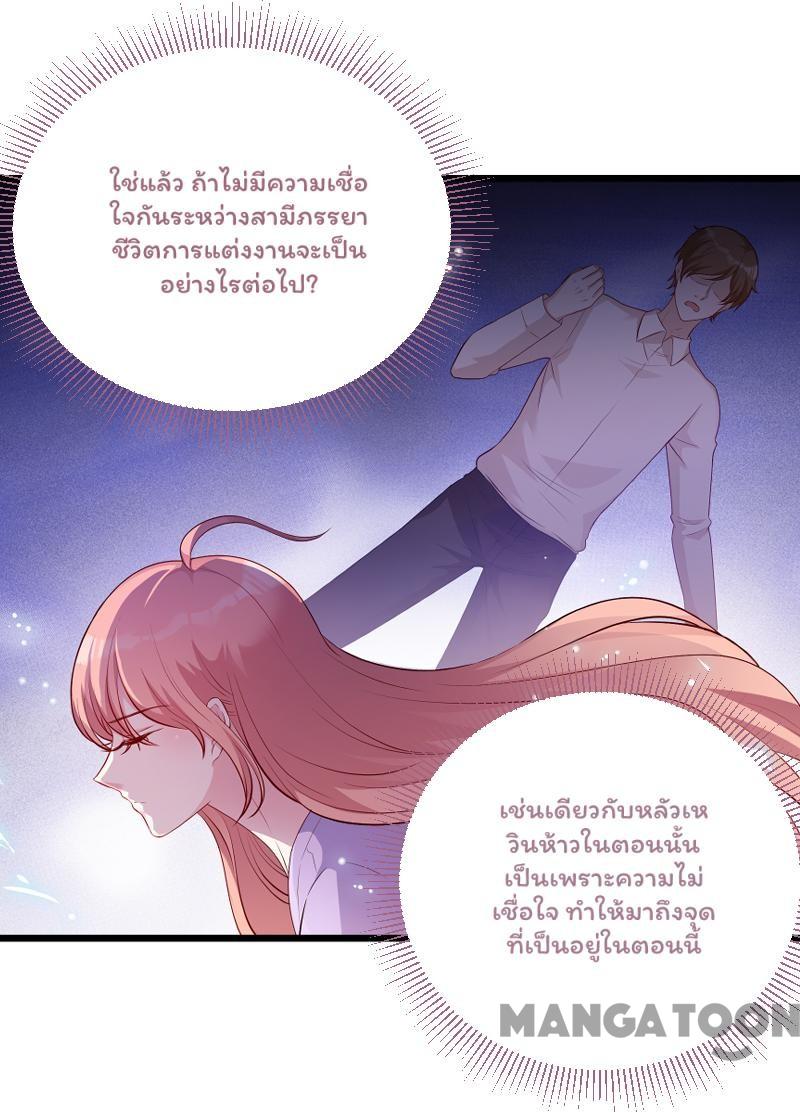 ใช่แล้ว ถ้าไม่มีความเชื่อ
ใจกันระหว่างสามีภรรยา
ชีวิตการแต่งงานจะเป็น
อย่างไรต่อไป?
เช่นเดียวกับหลัวเห
วินห้าวในตอนนั้น
เป็นเพราะความไม่
เชื่อใจ ทำให้มาถึงจุด
ที่เป็นอยู่ในตอนนี้
MANGATOON